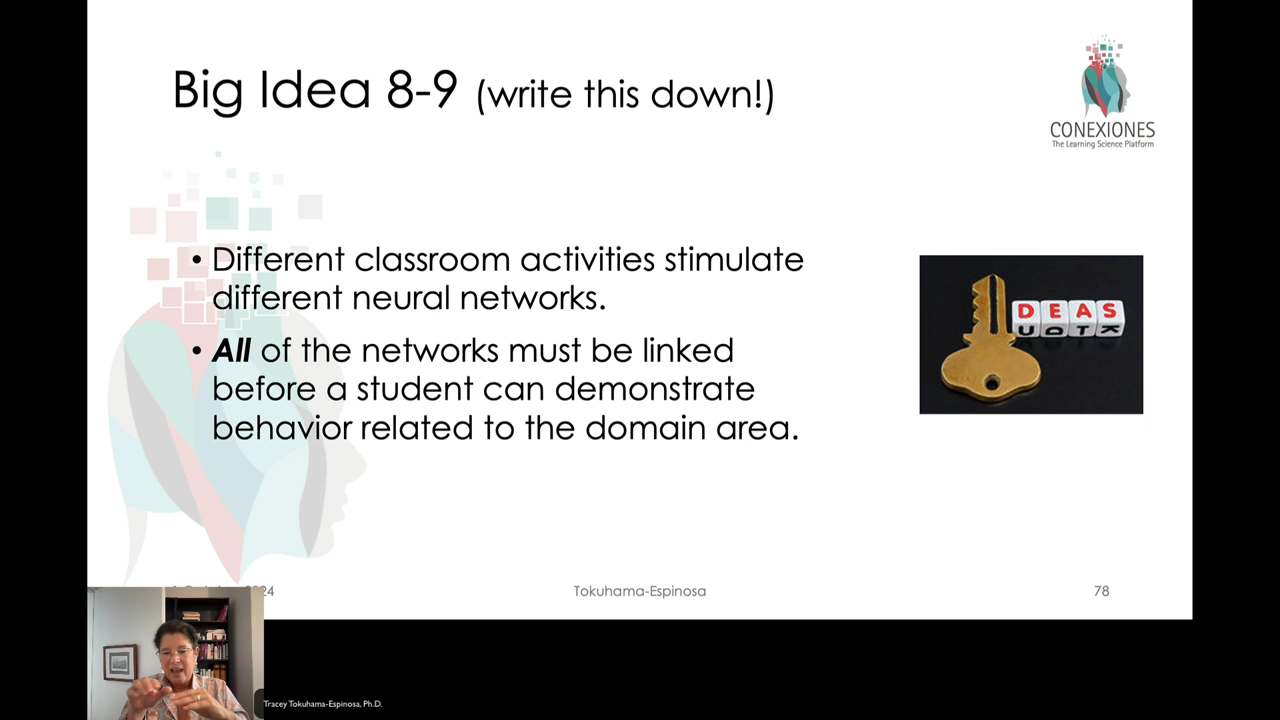 Big Idea 8-9 (write this down!)
CONEXIONES
The Learning Science Platform
• Different classroom activities stimulate
different neural networks.
• All of the networks must be linked
before a student can demonstrate
behavior related to the domain area.
DEAS
24
Tokuhama-Espinosa
78
Tracey Tokuhama-Espinosa, Ph.D.